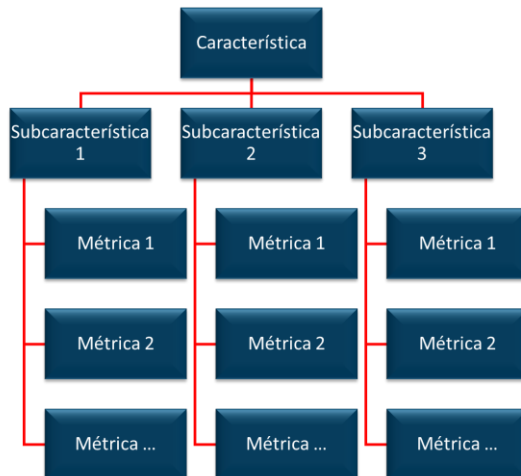 Característica
Subcaracterística
1
Subcaracterística
2
Subcaracterística
3
Métrica 1
Métrica 1
Métrica 1
Métrica 2
Métrica 2
Métrica 2
Métrica ...
Métrica ...
Métrica ...